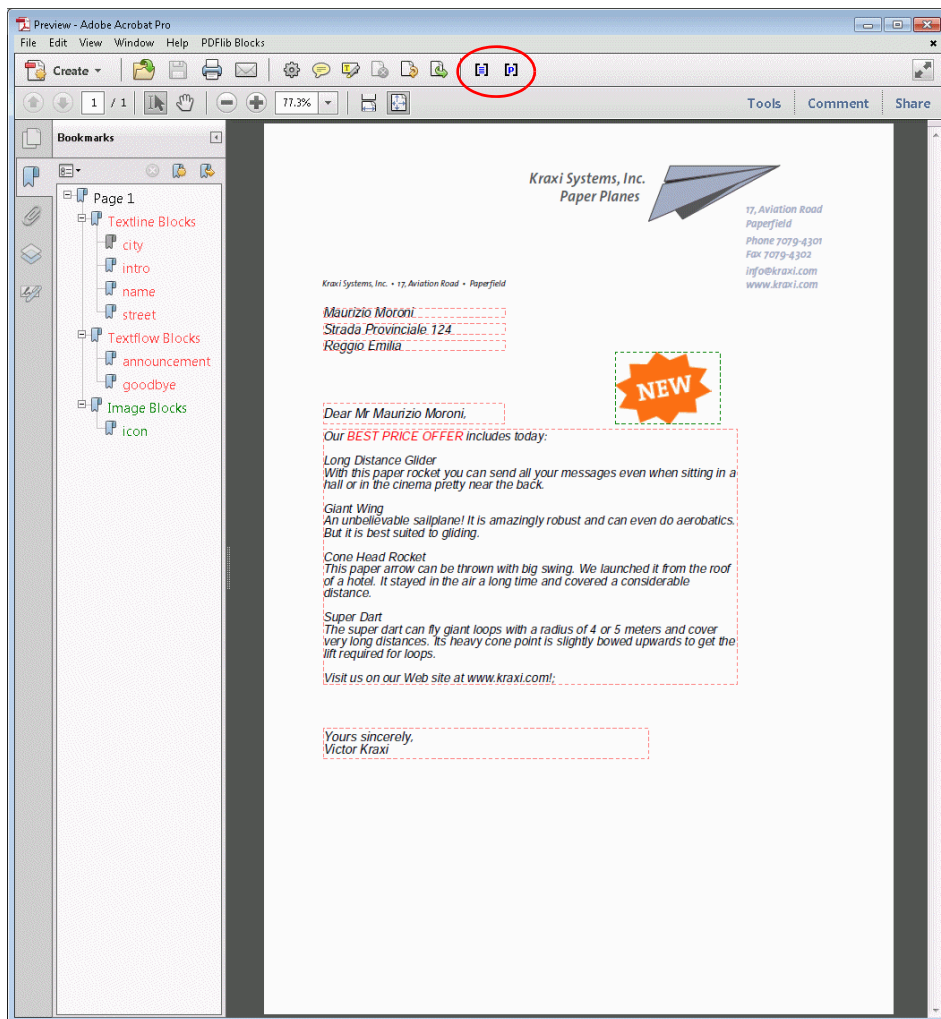 Preview - Adobe Acrobat Pro
File Edit View Window Help PDFlib Blocks
Create
1 / 1
77.3%
Tools Comment Share
Bookmarks
Page 1
Textline Blocks
city
intro
name
street
Textflow Blocks
announcement
goodbye
Image Blocks
icon
Kraxi Systems, Inc.
Paper Planes
17, Aviation Road
Paperfield
Phone 7079-4301
Fax 7079-4302
info@kraxi.com
www.kraxi.com
Kraxi Systems, Inc. • 17, Aviation Road • Paperfield
Maurizio Moroni
Strada Provinciale 124
Reggio Emilia
NEW
Dear Mr Maurizio Moroni,
Our BEST PRICE OFFER includes today:
Long Distance Glider
With this paper rocket you can send all your messages even when sitting in a
hall or in the cinema pretty near the back.
Giant Wing
An unbelievable sailplane! It is amazingly robust and can even do aerobatics.
But it is best suited to gliding.
Cone Head Rocket
This paper arrow can be thrown with big swing. We launched it from the roof
of a hotel. It stayed in the air a long time and covered a considerable
distance.
Super Dart
The super dart can fly giant loops with a radius of 4 or 5 meters and cover
very long distances. Its heavy cone point is slightly bowed upwards to get the
lift required for loops.
Visit us on our Web site at www.kraxi.com!;
Yours sincerely,
Victor Kraxi